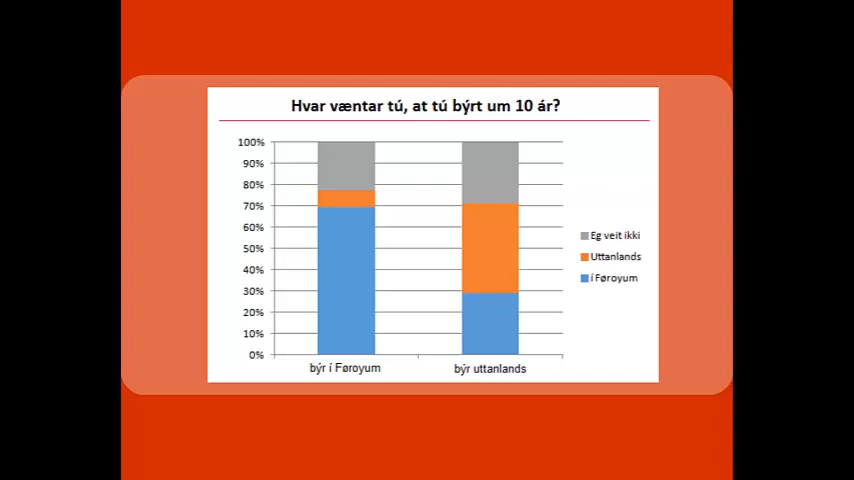 Hvar væntar tú, at tú býrt um 10 ár?
100%
90%
80%
70%
60%
50%
40%
30%
20%
10%
0%
Eg veit ikki
Uttanlands
í Føroyum
býr í Føroyum
býr uttanlands